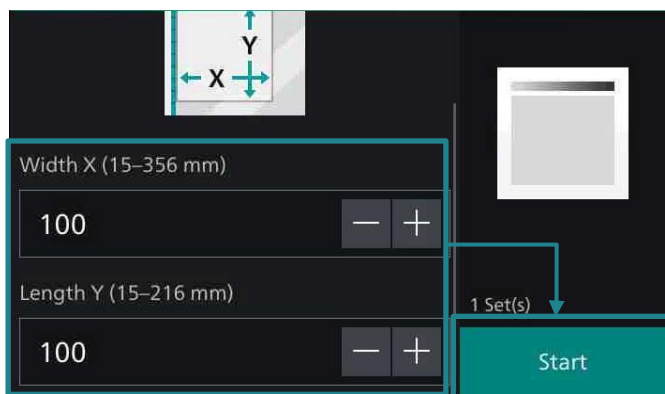 Y
X
Width X (15–356 mm)
100
Length Y (15–216 mm)
100
1 Set(s)
Start